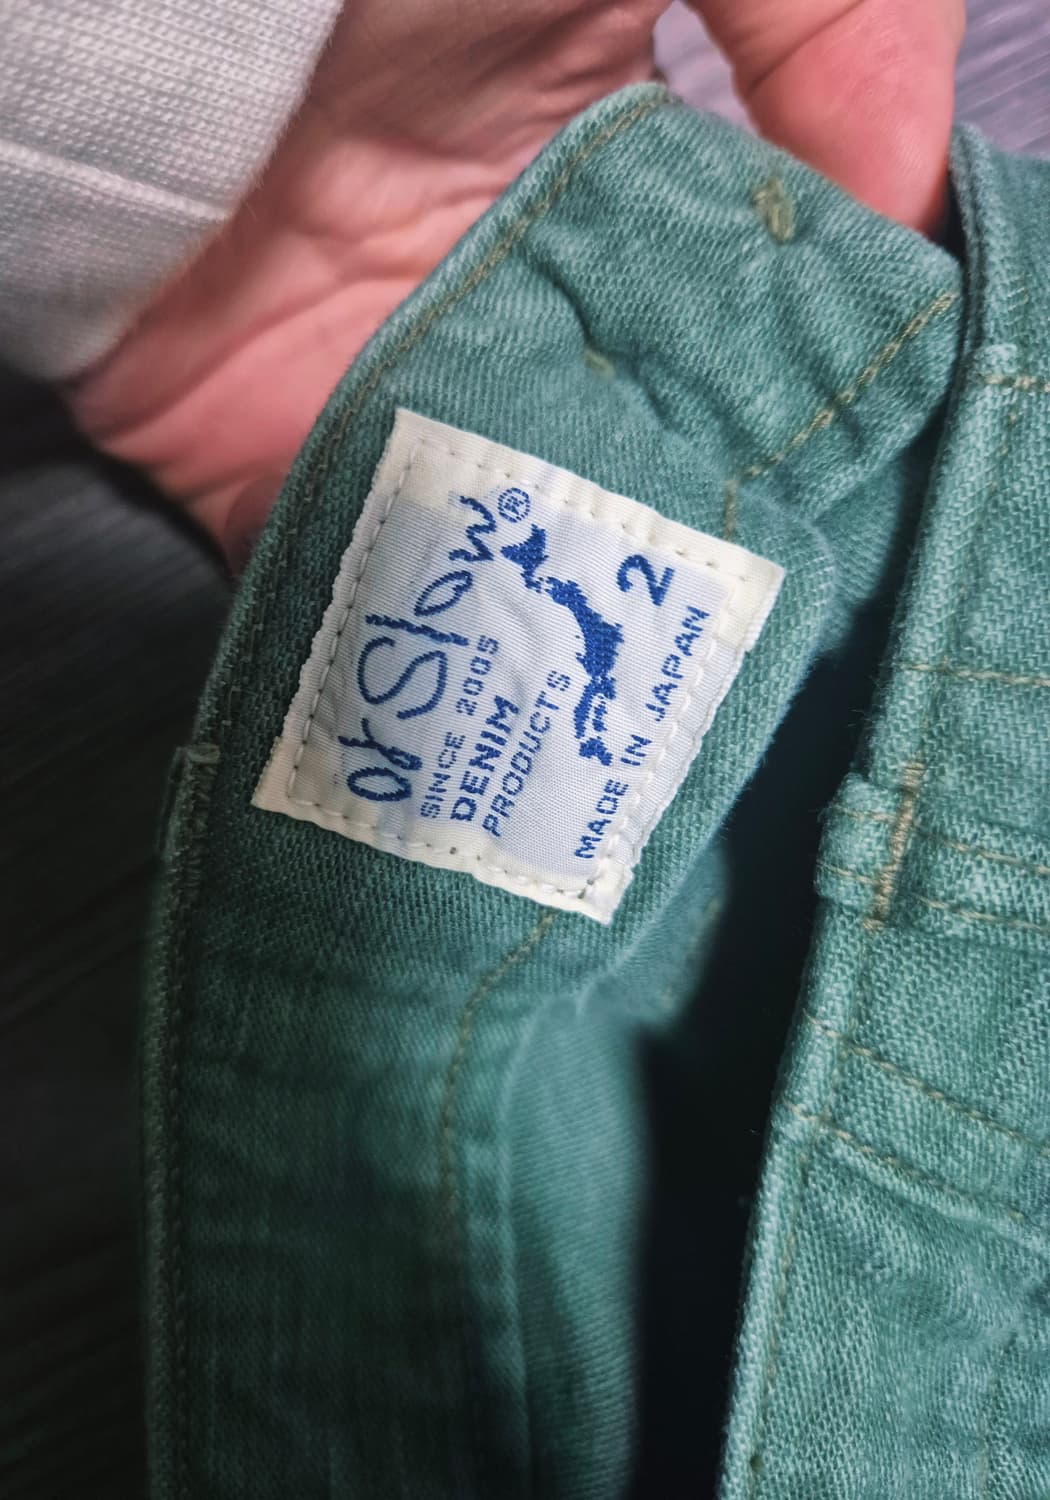 orSlow®
SINCE 2005
DENIM
PRODUCTS
2
MADE IN JAPAN